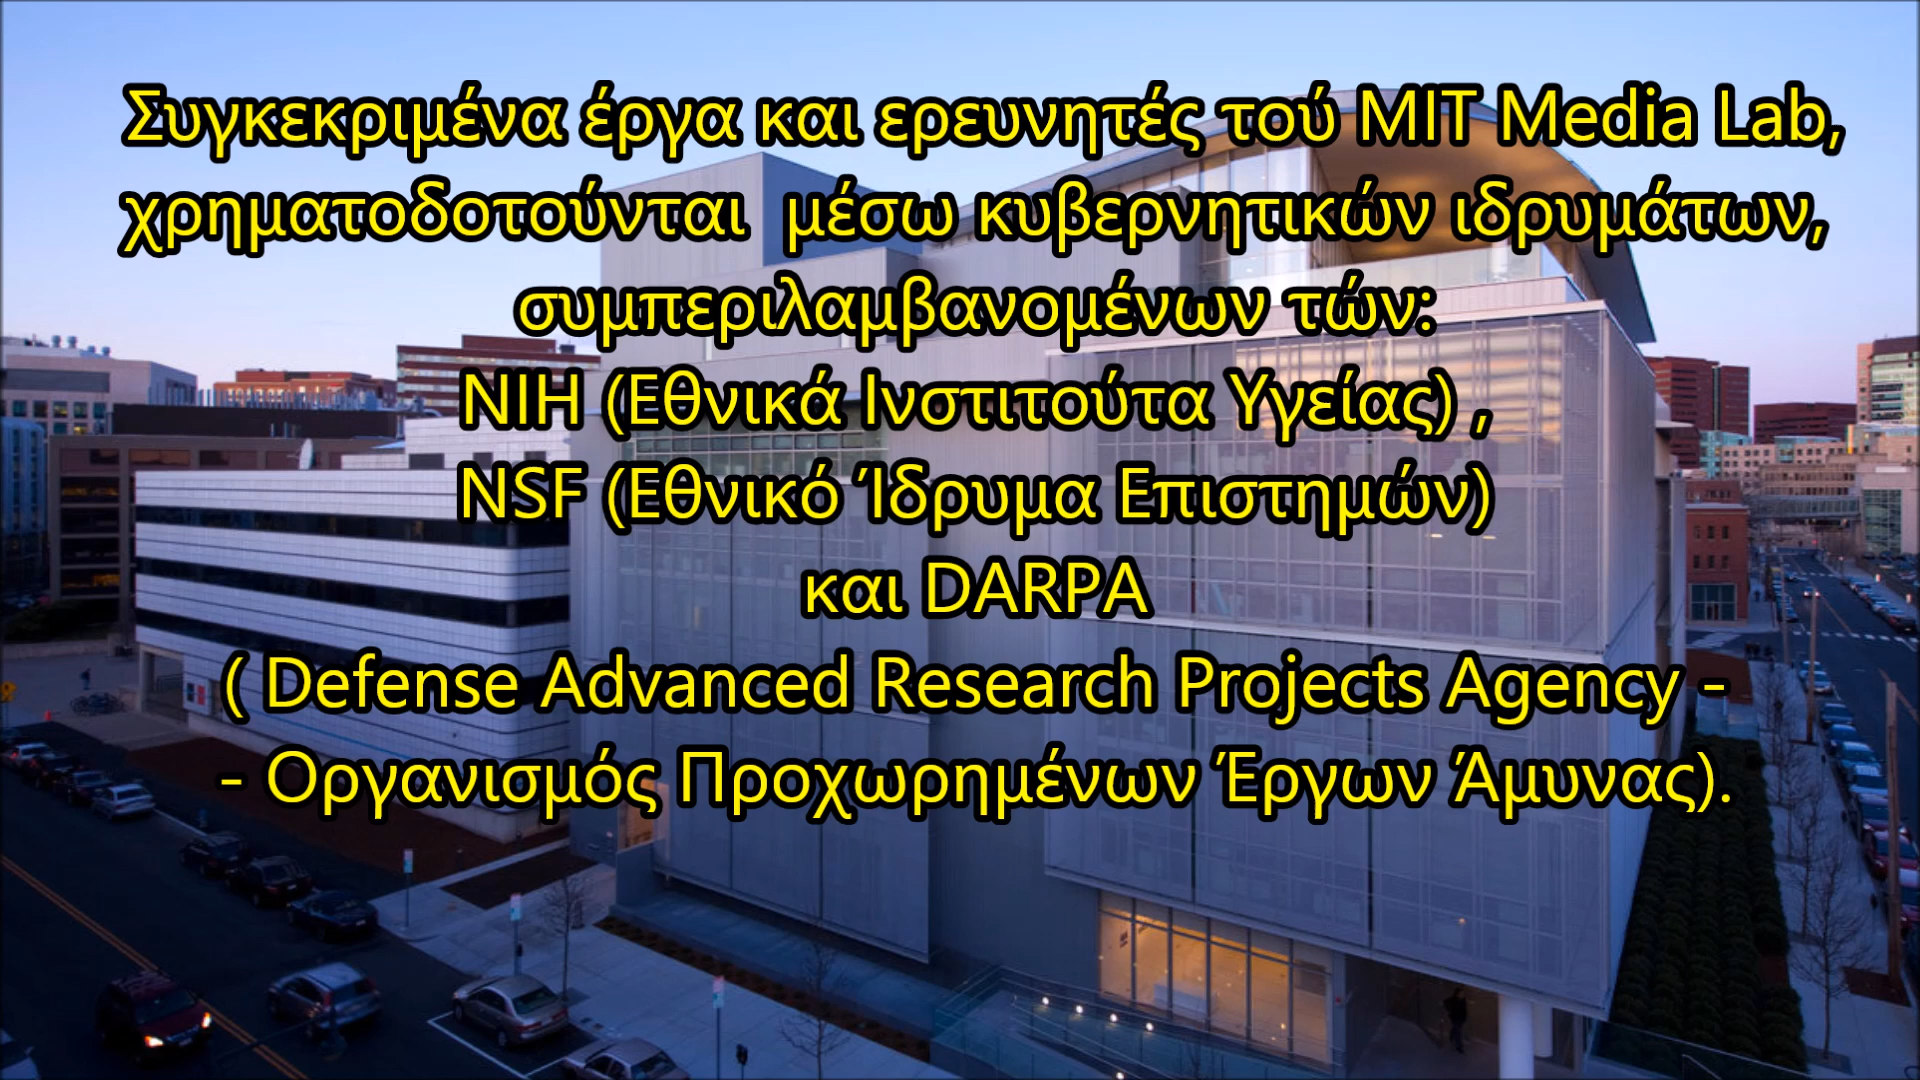 Συγκεκριμένα έργα και ερευνητές τού MIT Media Lab,
χρηματοδοτούνται  μέσω κυβερνητικών ιδρυμάτων,
συμπεριλαμβανομένων τών:
NIH (Εθνικά Ινστιτούτα Υγείας) ,
NSF (Εθνικό Ίδρυμα Επιστημών)
και DARPA
( Defense Advanced Research Projects Agency -
- Οργανισμός Προχωρημένων Έργων Άμυνας).